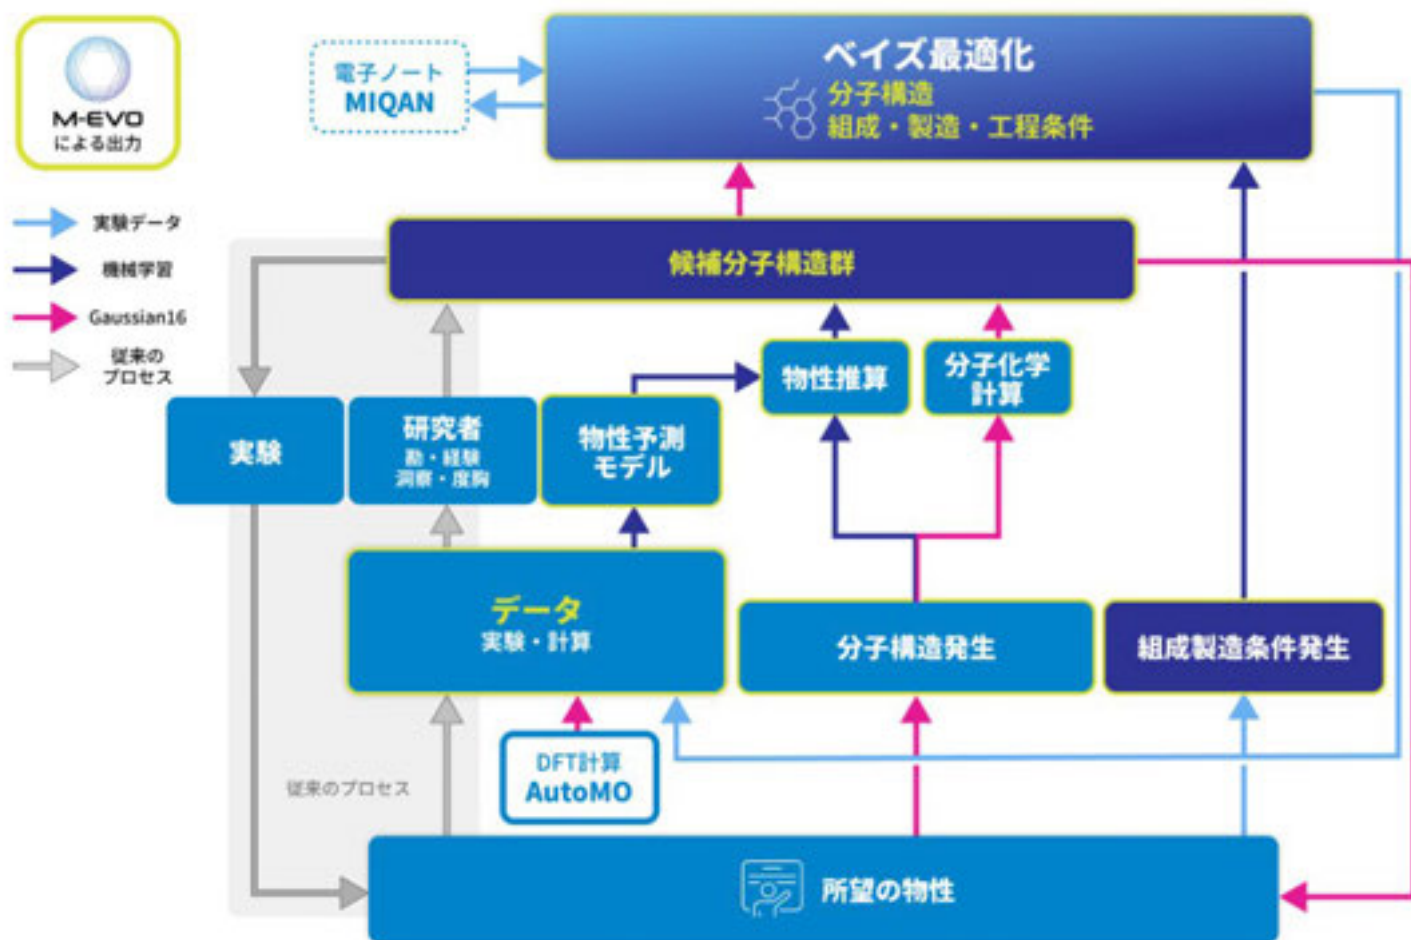 M-EVO
による出力
電子ノート
MIQAN
ベイズ最適化
分子構造
組成・製造・工程条件
実験データ
機械学習
Gaussian16
従来の
プロセス
候補分子構造群
物性推算
分子化学
計算
実験
研究者
勘・経験
洞察・度胸
物性予測
モデル
データ
実験・計算
分子構造発生
組成製造条件発生
従来のプロセス
DFT計算
AutoMO
所望の物性